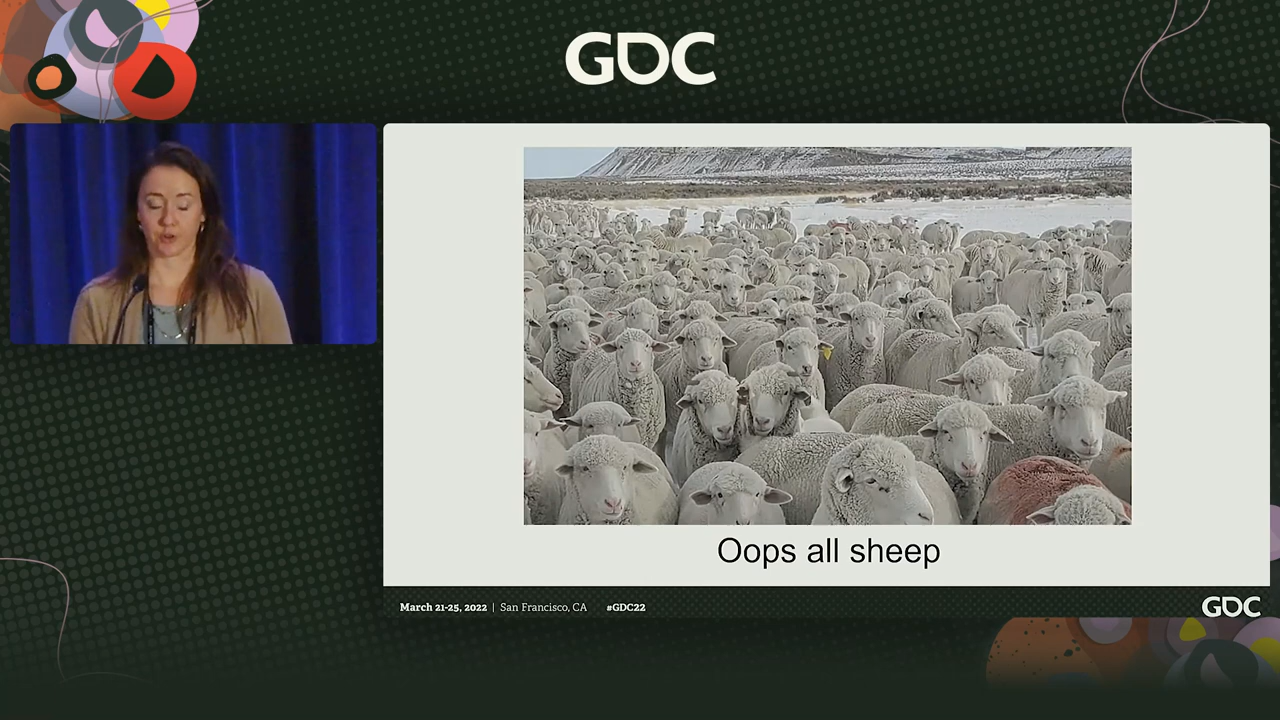 GDC
Oops all sheep
March 21-25, 2022 | San Francisco, CA #GDC22
GDC